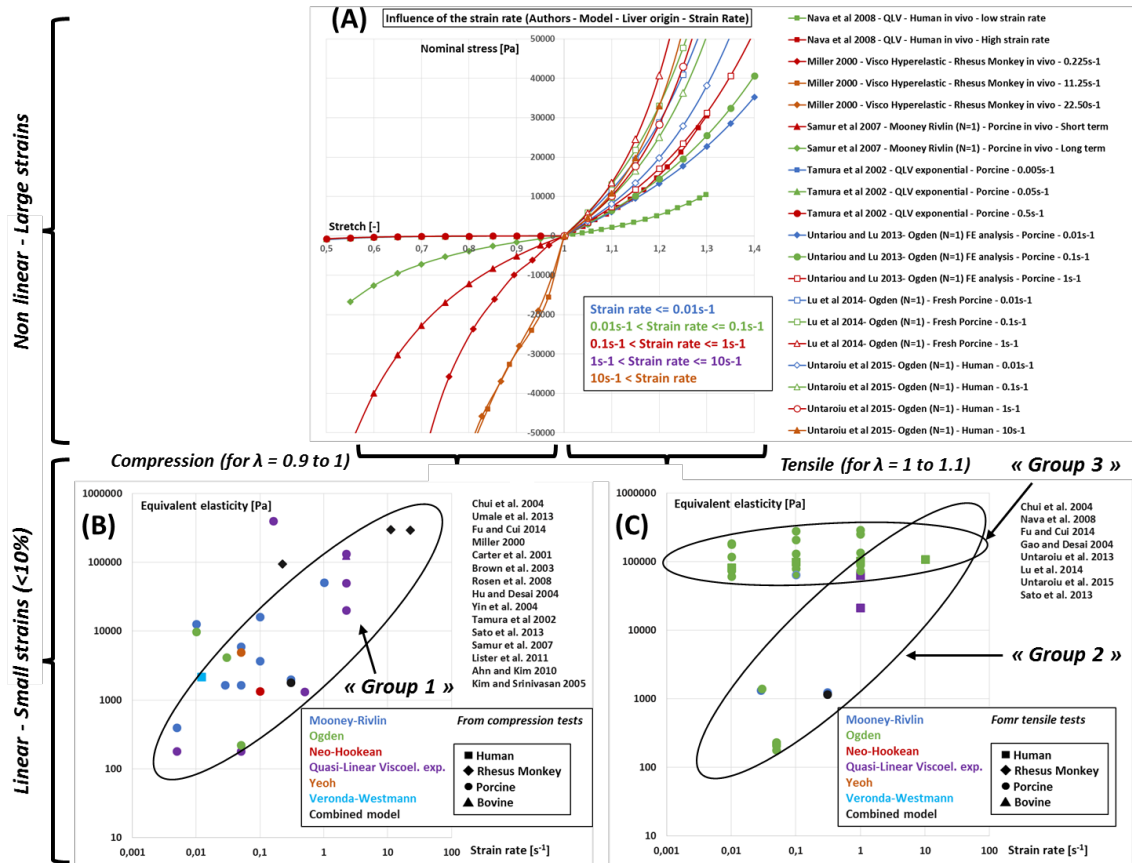 Influence of the strain rate (Authors - Model - Liver origin - Strain Rate)
(A)
Nominal stress [Pa]
50000
40000
30000
20000
10000
0
-10000
-20000
-30000
-40000
-50000
Stretch [-]
0,5 0,6 0,7 0,8 0,9 1 1,1 1,2 1,3 1,4
Strain rate <= 0.01s-1
0.01s-1 < Strain rate <= 0.1s-1
0.1s-1 < Strain rate <= 1s-1
1s-1 < Strain rate <= 10s-1
10s-1 < Strain rate
Nava et al 2008 - QLV - Human in vivo - low strain rate
Nava et al 2008 - QLV - Human in vivo - High strain rate
Miller 2000 - Visco Hyperelastic - Rhesus Monkey in vivo - 0.225s-1
Miller 2000 - Visco Hyperelastic - Rhesus Monkey in vivo - 11.25s-1
Miller 2000 - Visco Hyperelastic - Rhesus Monkey in vivo - 22.50s-1
Samur et al 2007 - Mooney Rivlin (N=1) - Porcine in vivo - Short term
Samur et al 2007 - Mooney Rivlin (N=1) - Porcine in vivo - Long term
Tamura et al 2002 - QLV exponential - Porcine - 0.005s-1
Tamura et al 2002 - QLV exponential - Porcine - 0.05s-1
Tamura et al 2002 - QLV exponential - Porcine - 0.5s-1
Untariou and Lu 2013- Ogden (N=1) FE analysis - Porcine - 0.01s-1
Untariou and Lu 2013- Ogden (N=1) FE analysis - Porcine - 0.1s-1
Untariou and Lu 2013- Ogden (N=1) FE analysis - Porcine - 1s-1
Lu et al 2014- Ogden (N=1) - Fresh Porcine - 0.01s-1
Lu et al 2014- Ogden (N=1) - Fresh Porcine - 0.1s-1
Lu et al 2014- Ogden (N=1) - Fresh Porcine - 1s-1
Untaroiu et al 2015- Ogden (N=1) - Human - 0.01s-1
Untaroiu et al 2015- Ogden (N=1) - Human - 0.1s-1
Untaroiu et al 2015- Ogden (N=1) - Human - 1s-1
Untaroiu et al 2015- Ogden (N=1) - Human - 10s-1
Non linear - Large strains
Linear - Small strains (<10%)
Compression (for λ = 0.9 to 1)
Equivalent elasticity [Pa]
(B)
1000000
100000
10000
1000
100
10
0,001 0,01 0,1 1 10 100
Strain rate [s-1]
Chui et al. 2004
Umale et al. 2013
Fu and Cui 2014
Miller 2000
Carter et al. 2001
Brown et al. 2003
Rosen et al. 2008
Hu and Desai 2004
Yin et al. 2004
Tamura et al 2002
Sato et al. 2013
Samur et al. 2007
Lister et al. 2011
Ahn and Kim 2010
Kim and Srinivasan 2005
« Group 1 »
Mooney-Rivlin
Ogden
Neo-Hookean
Quasi-Linear Viscoel. exp.
Yeoh
Veronda-Westmann
Combined model
From compression tests
Human
Rhesus Monkey
Porcine
Bovine
Tensile (for λ = 1 to 1.1)
« Group 3 »
Equivalent elasticity [Pa]
(C)
1000000
100000
10000
1000
100
10
0,001 0,01 0,1 1 10 100
Strain rate [s-1]
Chui et al. 2004
Nava et al. 2008
Fu and Cui 2014
Gao and Desai 2004
Untaroiu et al. 2013
Lu et al. 2014
Untaroiu et al. 2015
Sato et al. 2013
« Group 2 »
Mooney-Rivlin
Ogden
Neo-Hookean
Quasi-Linear Viscoel. exp.
Yeoh
Veronda-Westmann
Combined model
Fomr tensile tests
Human
Rhesus Monkey
Porcine
Bovine